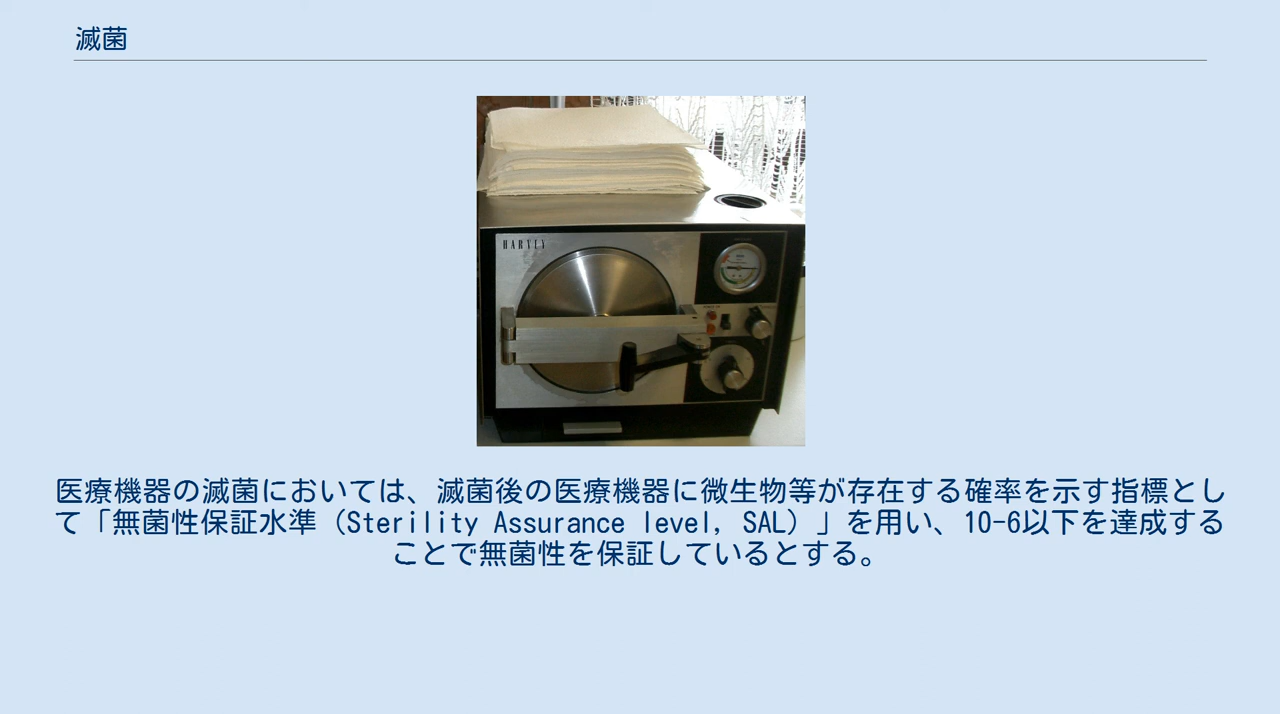 滅菌
HARVEY
医療機器の滅菌においては、滅菌後の医療機器に微生物等が存在する確率を示す指標とし
て「無菌性保証水準（Sterility Assurance level, SAL）」を用い、10-6以下を達成する
ことで無菌性を保証しているとする。